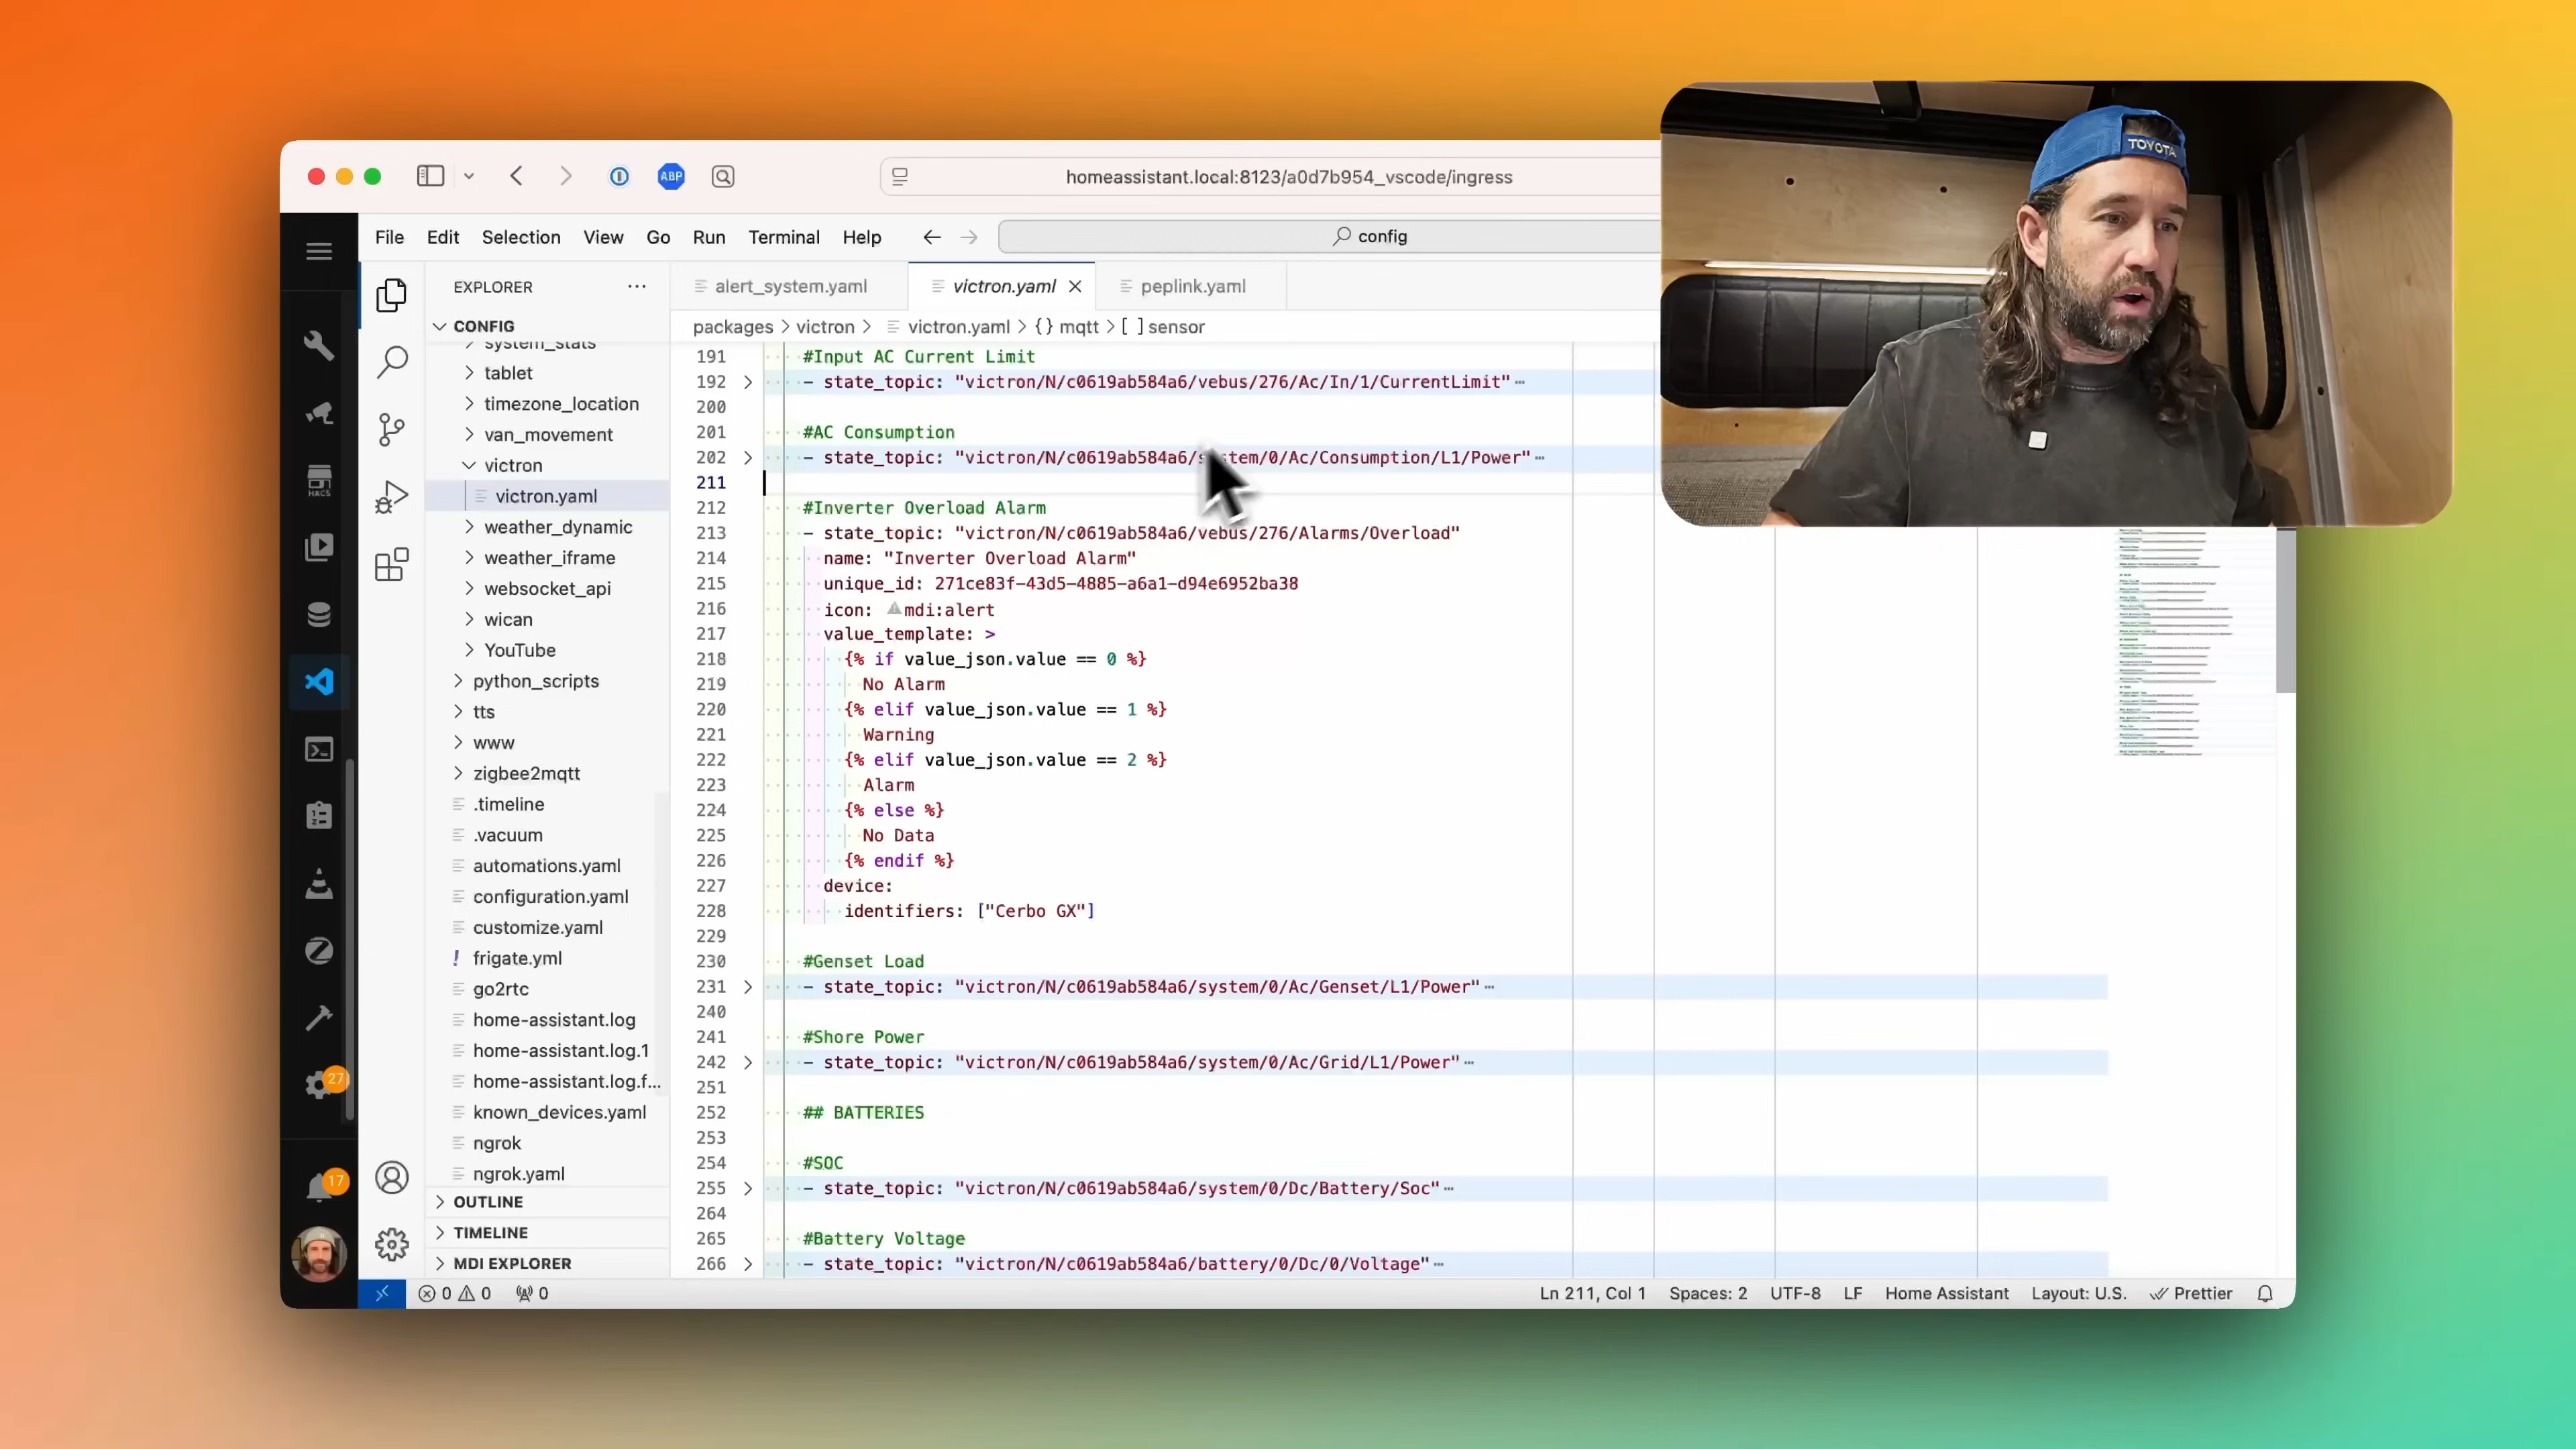 ABP
homeassistant.local:8123/a0d7b954_vscode/ingress
TOYOTA
File Edit Selection View Go Run Terminal Help
config
EXPLORER
alert_system.yaml
victron.yaml
peplink.yaml
CONFIG
packages > victron > victron.yaml > {} mqtt > [ ] sensor
system_stats
tablet
timezone_location
van_movement
victron
victron.yaml
weather_dynamic
weather_iframe
websocket_api
wican
YouTube
python_scripts
tts
www
zigbee2mqtt
.timeline
.vacuum
automations.yaml
configuration.yaml
customize.yaml
! frigate.yml
go2rtc
home-assistant.log
home-assistant.log.1
home-assistant.log.f...
known_devices.yaml
ngrok
ngrok.yaml
OUTLINE
TIMELINE
MDI EXPLORER
HACS
27
17
191 #Input AC Current Limit
192 - state_topic: "victron/N/c0619ab584a6/vebus/276/Ac/In/1/CurrentLimit"
200
201 #AC Consumption
202 - state_topic: "victron/N/c0619ab584a6/system/0/Ac/Consumption/L1/Power"
211
212 #Inverter Overload Alarm
213 - state_topic: "victron/N/c0619ab584a6/vebus/276/Alarms/Overload"
214 name: "Inverter Overload Alarm"
215 unique_id: 271ce83f-43d5-4885-a6a1-d94e6952ba38
216 icon: mdi:alert
217 value_template: >
218 {% if value_json.value == 0 %}
219 No Alarm
220 {% elif value_json.value == 1 %}
221 Warning
222 {% elif value_json.value == 2 %}
223 Alarm
224 {% else %}
225 No Data
226 {% endif %}
227 device:
228 identifiers: ["Cerbo GX"]
229
230 #Genset Load
231 - state_topic: "victron/N/c0619ab584a6/system/0/Ac/Genset/L1/Power"
240
241 #Shore Power
242 - state_topic: "victron/N/c0619ab584a6/system/0/Ac/Grid/L1/Power"
251
252 ## BATTERIES
253
254 #SOC
255 - state_topic: "victron/N/c0619ab584a6/system/0/Dc/Battery/Soc"
264
265 #Battery Voltage
266 - state_topic: "victron/N/c0619ab584a6/battery/0/Dc/0/Voltage"
0 0 0
Ln 211, Col 1 Spaces: 2 UTF-8 LF Home Assistant Layout: U.S. Prettier